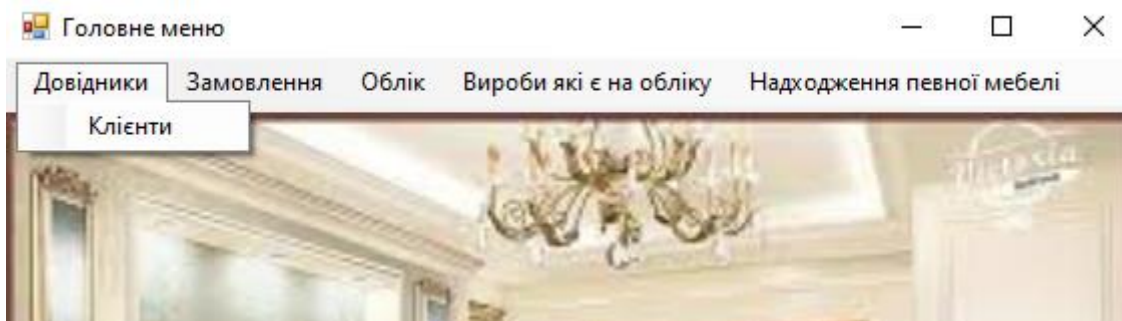 Головне меню
Довідники Замовлення Облік Вироби які є на обліку Надходження певної мебелі
Клієнти